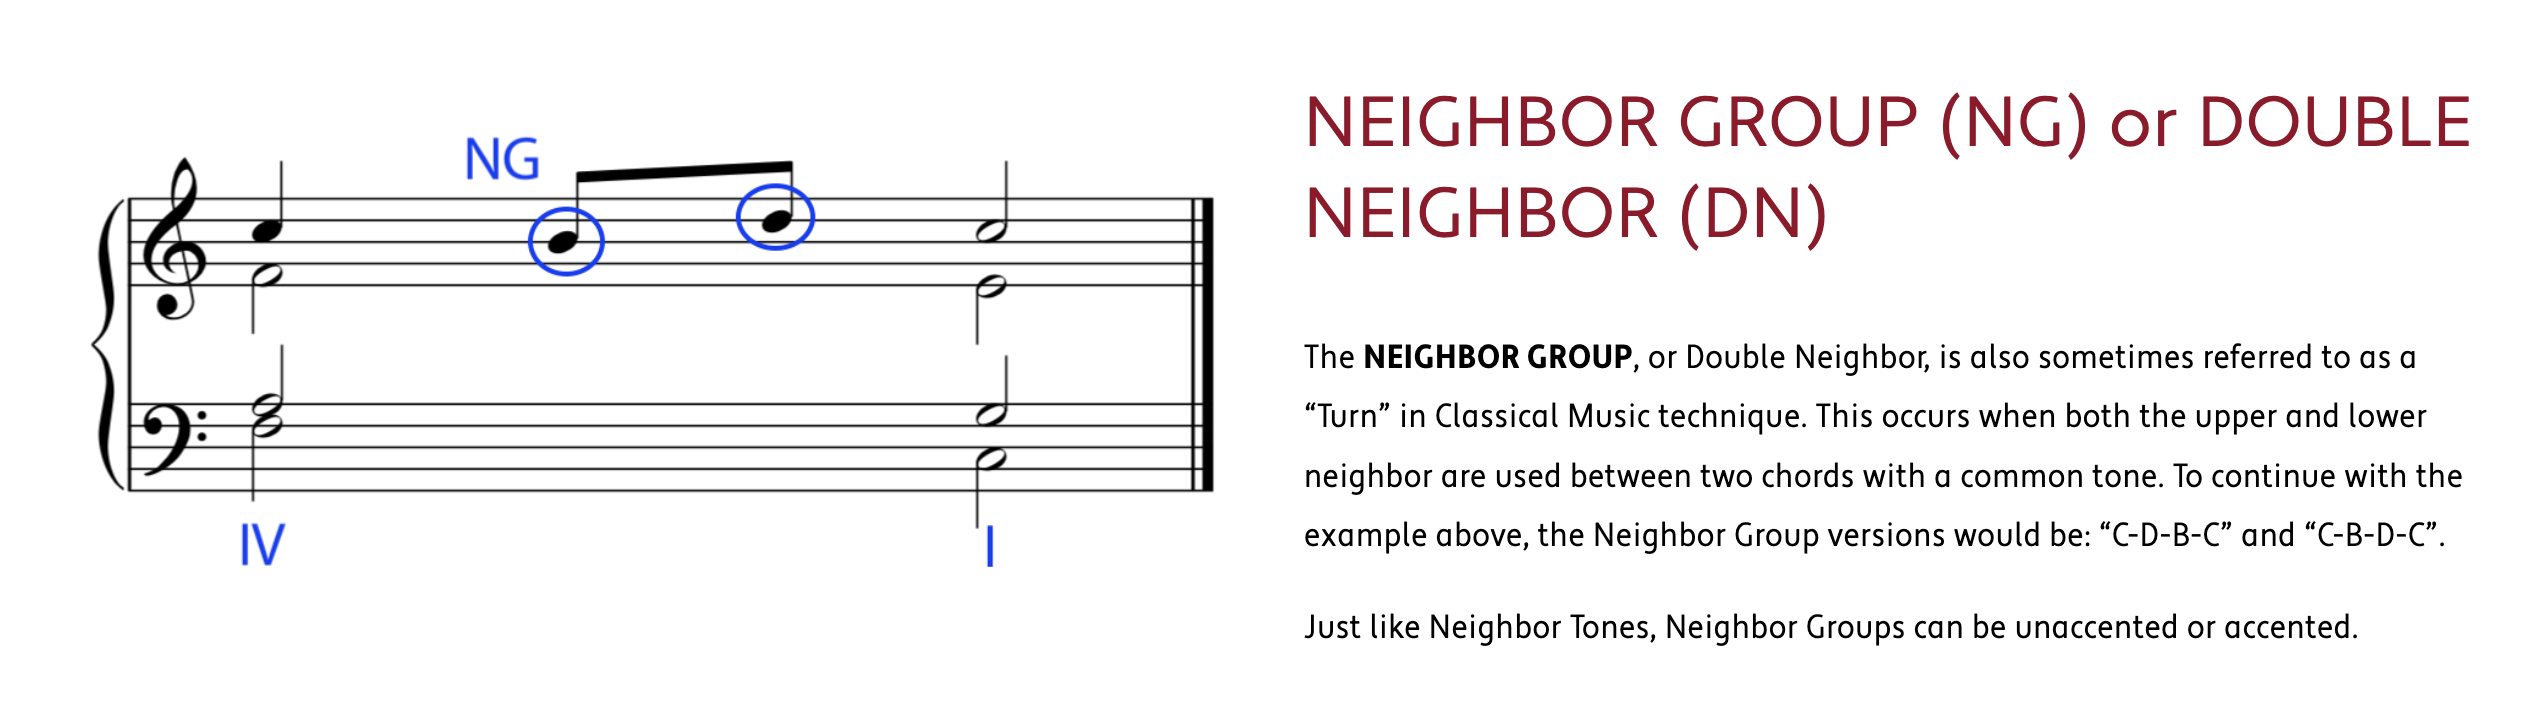 NG
IV
I
NEIGHBOR GROUP (NG) or DOUBLE
NEIGHBOR (DN)
The NEIGHBOR GROUP, or Double Neighbor, is also sometimes referred to as a
“Turn” in Classical Music technique. This occurs when both the upper and lower
neighbor are used between two chords with a common tone. To continue with the
example above, the Neighbor Group versions would be: “C-D-B-C” and “C-B-D-C”.
Just like Neighbor Tones, Neighbor Groups can be unaccented or accented.